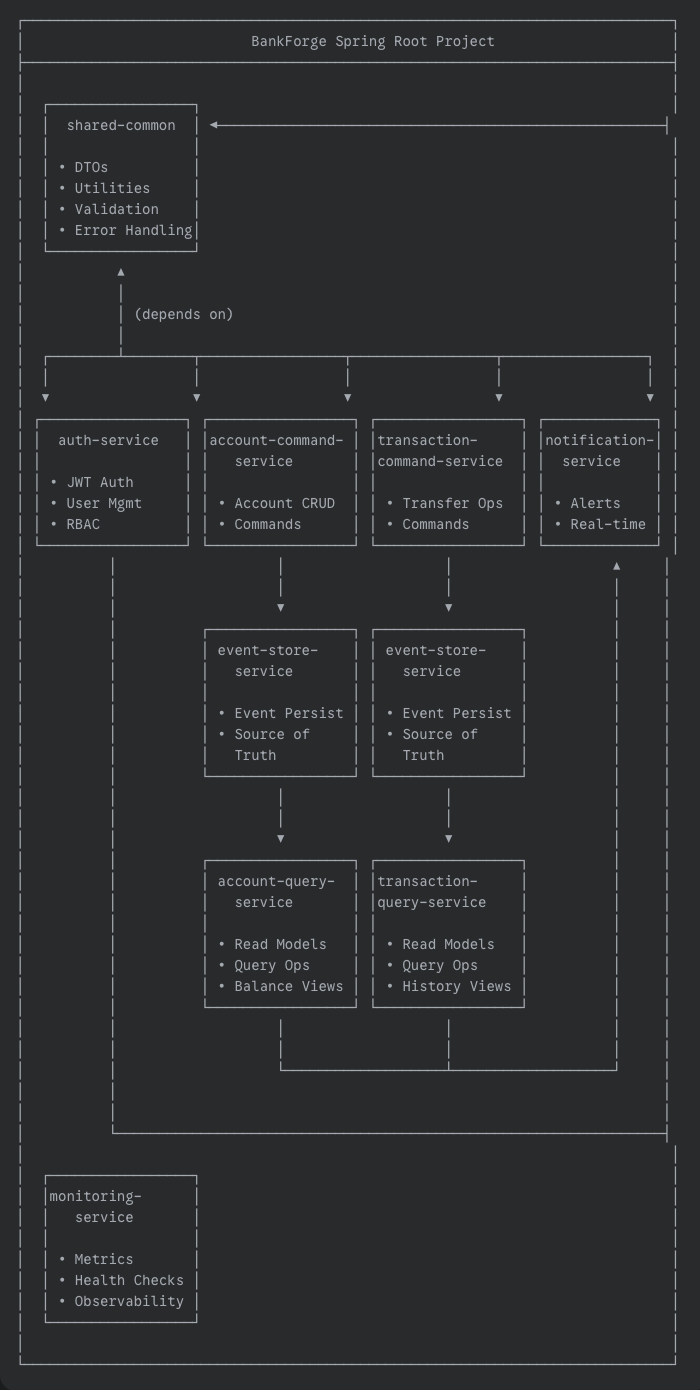 BankForge Spring Root Project
shared-common
• DTOs
• Utilities
• Validation
• Error Handling
(depends on)
auth-service
• JWT Auth
• User Mgmt
• RBAC
account-command-
service
• Account CRUD
• Commands
transaction-
command-service
• Transfer Ops
• Commands
notification-
service
• Alerts
• Real-time
event-store-
service
• Event Persist
• Source of
Truth
event-store-
service
• Event Persist
• Source of
Truth
account-query-
service
• Read Models
• Query Ops
• Balance Views
transaction-
query-service
• Read Models
• Query Ops
• History Views
monitoring-
service
• Metrics
• Health Checks
• Observability